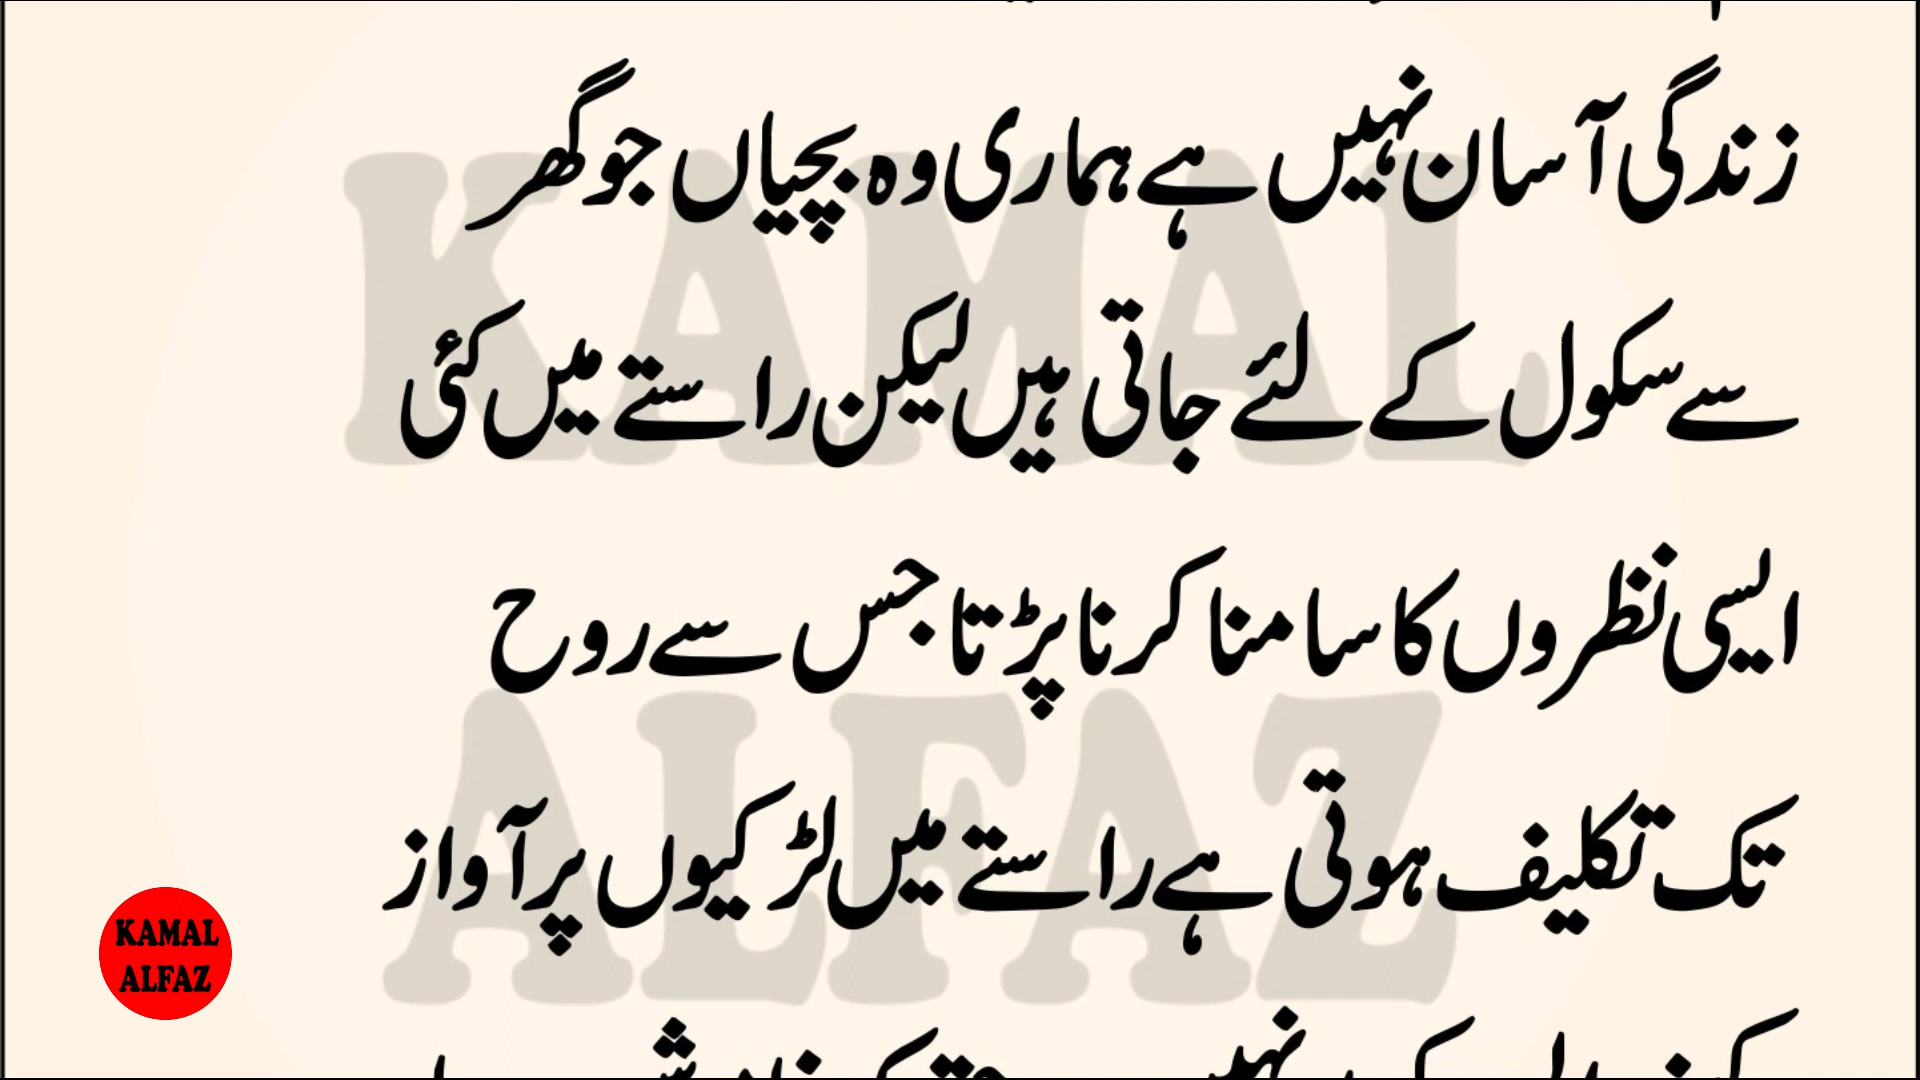 زندگی آسان نہیں ہے ہماری وہ بچیاں جو گھر
سے سکول کے لئے جاتی ہیں لیکن راستے میں کئی
ایسی نظروں کا سامنا کرنا پڑتا جس سے روح
تک تکلیف ہوتی ہے راستے میں لڑکیوں پر آواز
KAMAL
ALFAZ
KAMAL
ALFAZ